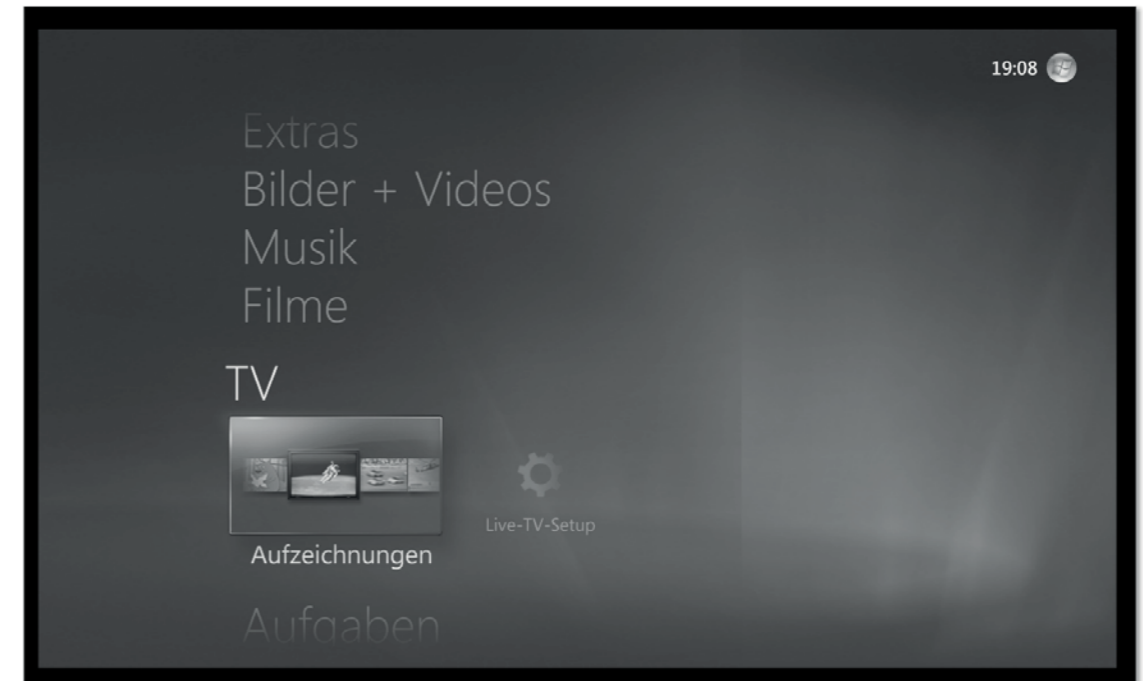 19:08
Extras
Bilder + Videos
Musik
Filme
TV
Live-TV-Setup
Aufzeichnungen
Aufgaben